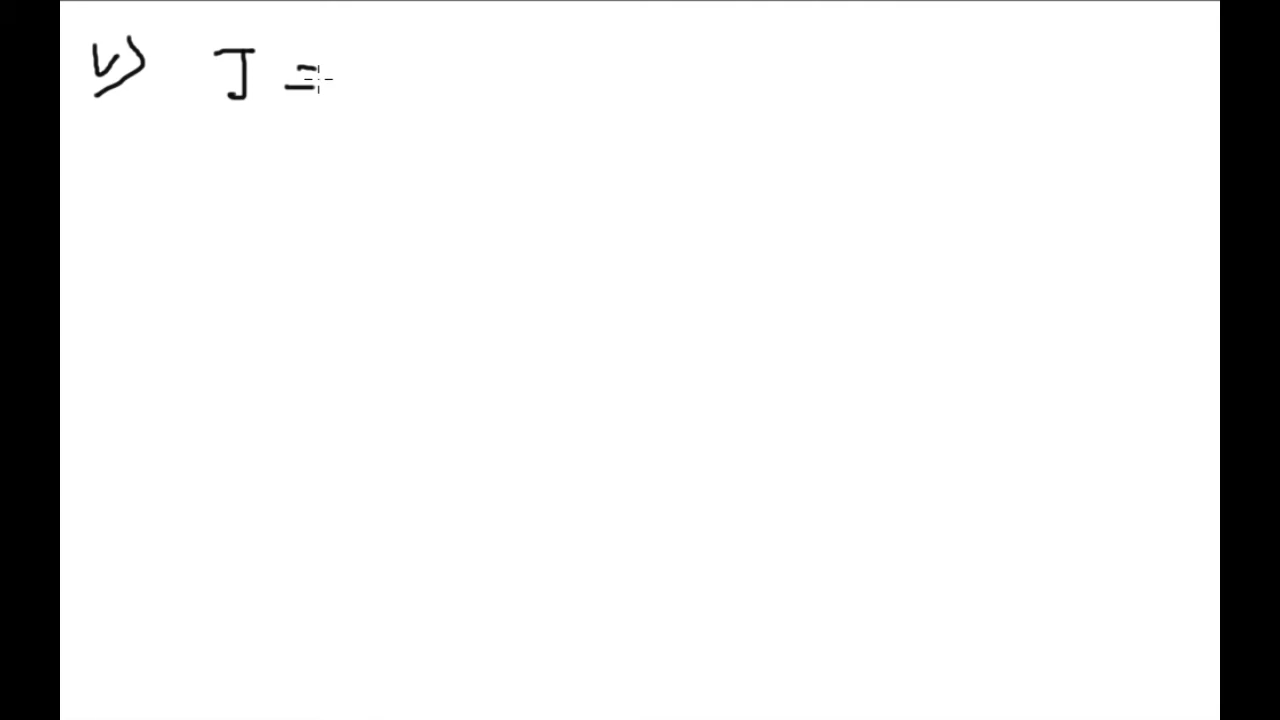 v) J =